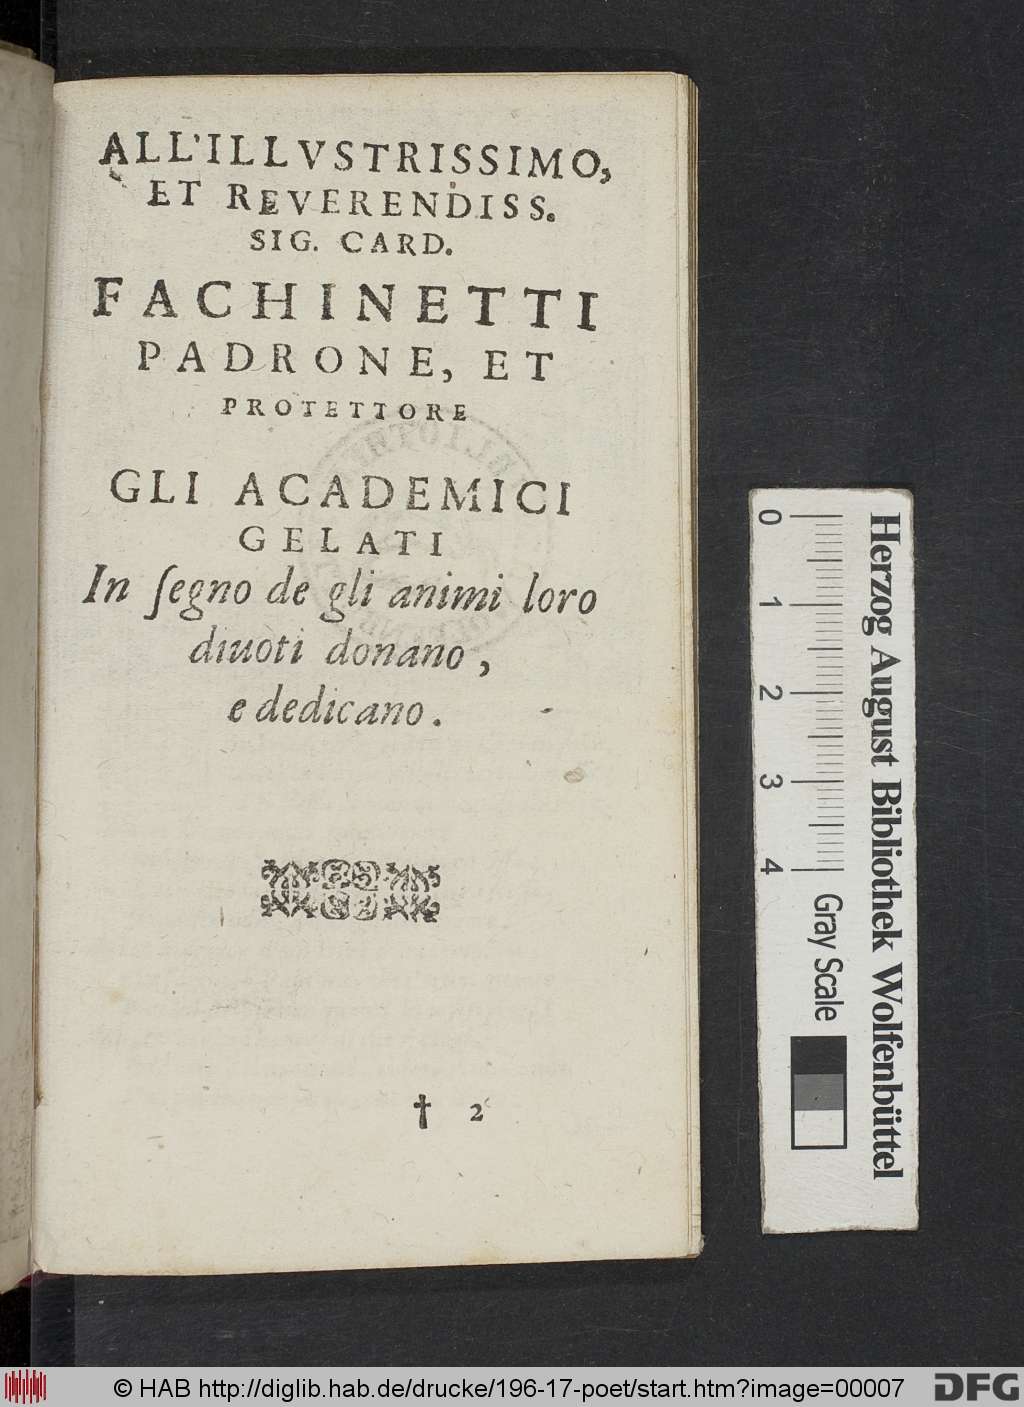 ALL'ILLVSTRISSIMO,
ET REVERENDISS.
SIG. CARD.
FACHINETTI
PADRONE, ET
PROTETTORE
GLI ACADEMICI
GELATI
In ſegno de gli animi loro
diuoti donano,
e dedicano.
† 2
Herzog August Bibliothek Wolfenbüttel
0 1 2 3 4 Gray Scale
© HAB http://diglib.hab.de/drucke/196-17-poet/start.htm?image=00007
DFG